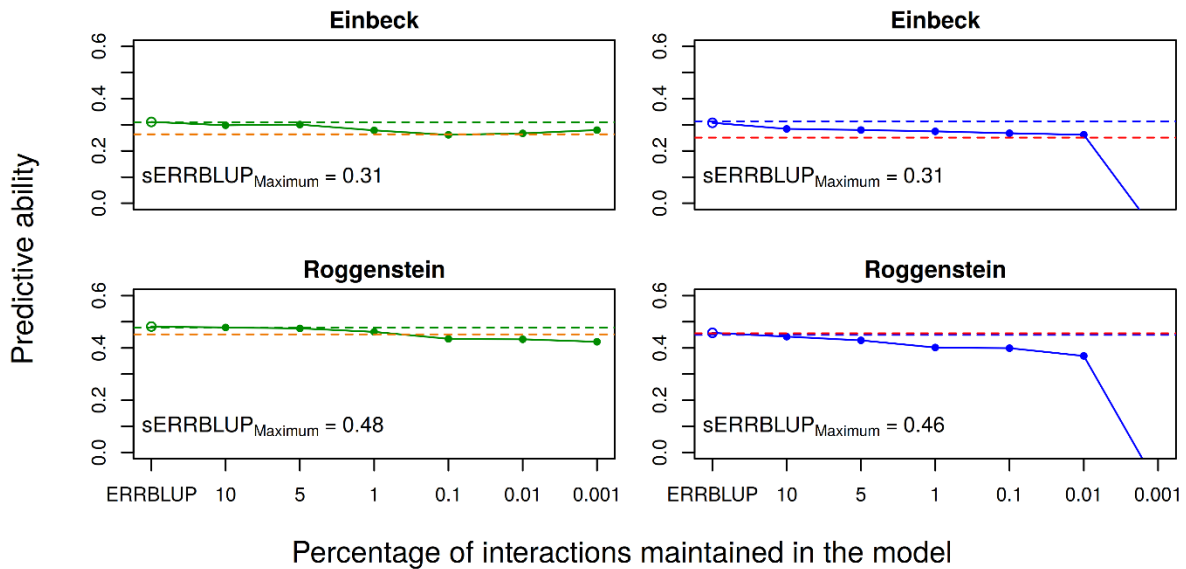 Einbeck
Einbeck
0.6
0.4
0.2
0.0
sERRBLUPMaximum = 0.31
0.6
0.4
0.2
0.0
sERRBLUPMaximum = 0.31
Predictive ability
Roggenstein
Roggenstein
0.6
0.4
0.2
0.0
sERRBLUPMaximum = 0.48
0.6
0.4
0.2
0.0
sERRBLUPMaximum = 0.46
ERRBLUP 10 5 1 0.1 0.01 0.001
ERRBLUP 10 5 1 0.1 0.01 0.001
Percentage of interactions maintained in the model